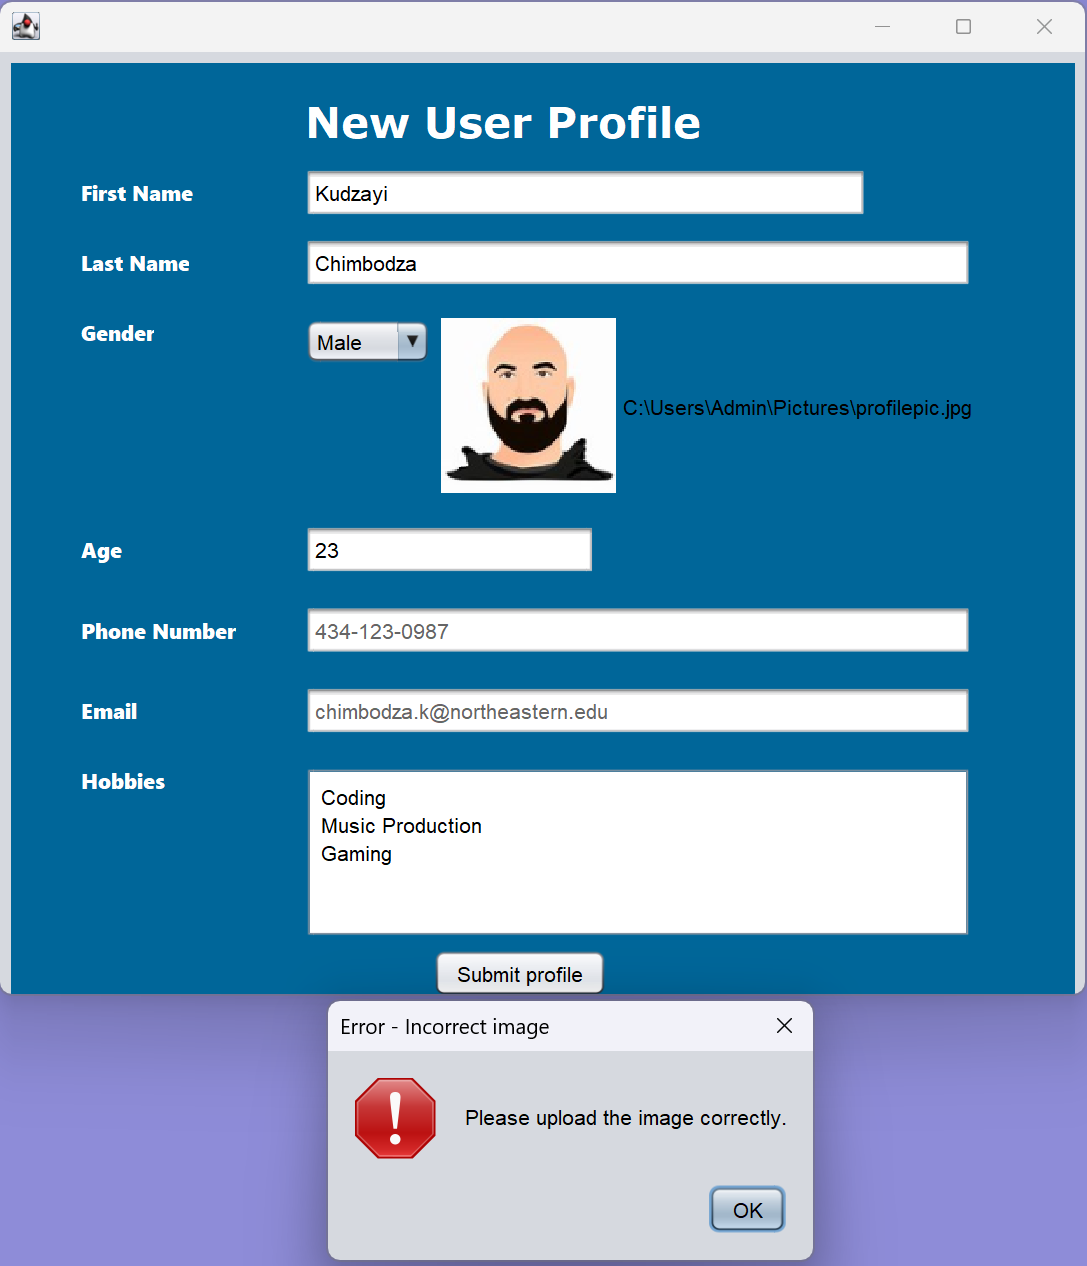 New User Profile
First Name
Kudzayi
Last Name
Chimbodza
Gender
Male
C:\Users\Admin\Pictures\profilepic.jpg
Age
23
Phone Number
434-123-0987
Email
chimbodza.k@northeastern.edu
Hobbies
Coding
Music Production
Gaming
Submit profile
Error - Incorrect image
Please upload the image correctly.
OK